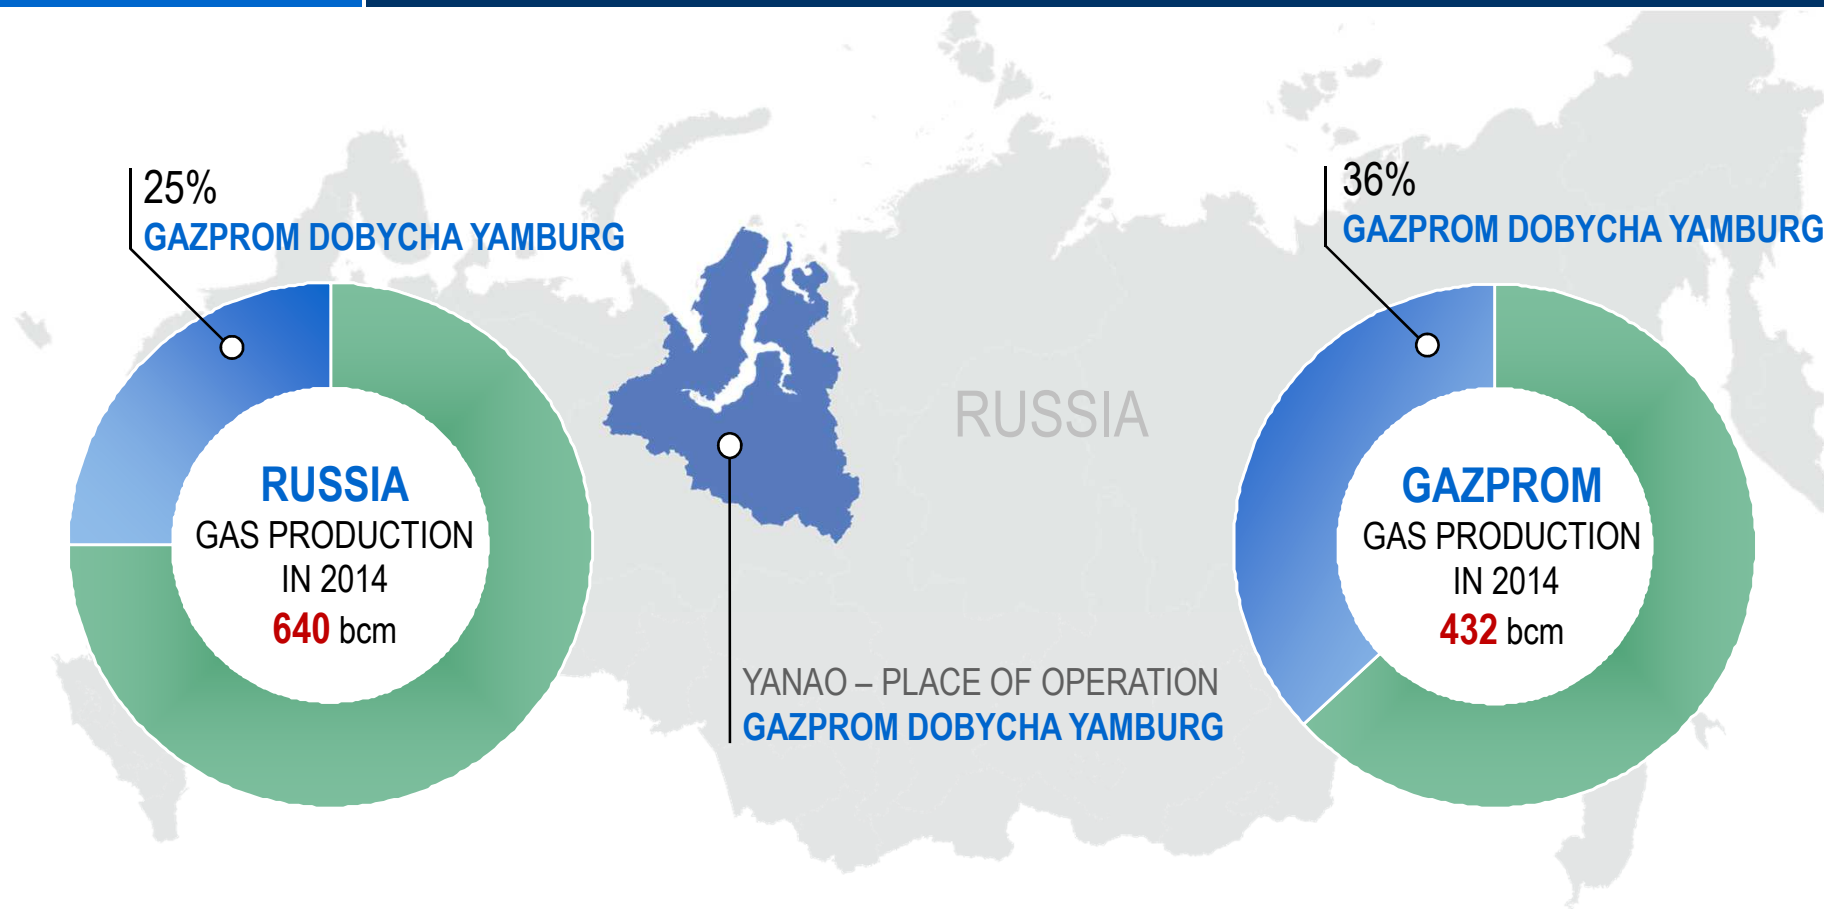 25%
GAZPROM DOBYCHA YAMBURG
RUSSIA
GAS PRODUCTION
IN 2014
640 bcm
RUSSIA
YANAO – PLACE OF OPERATION
GAZPROM DOBYCHA YAMBURG
36%
GAZPROM DOBYCHA YAMBURG
GAZPROM
GAS PRODUCTION
IN 2014
432 bcm